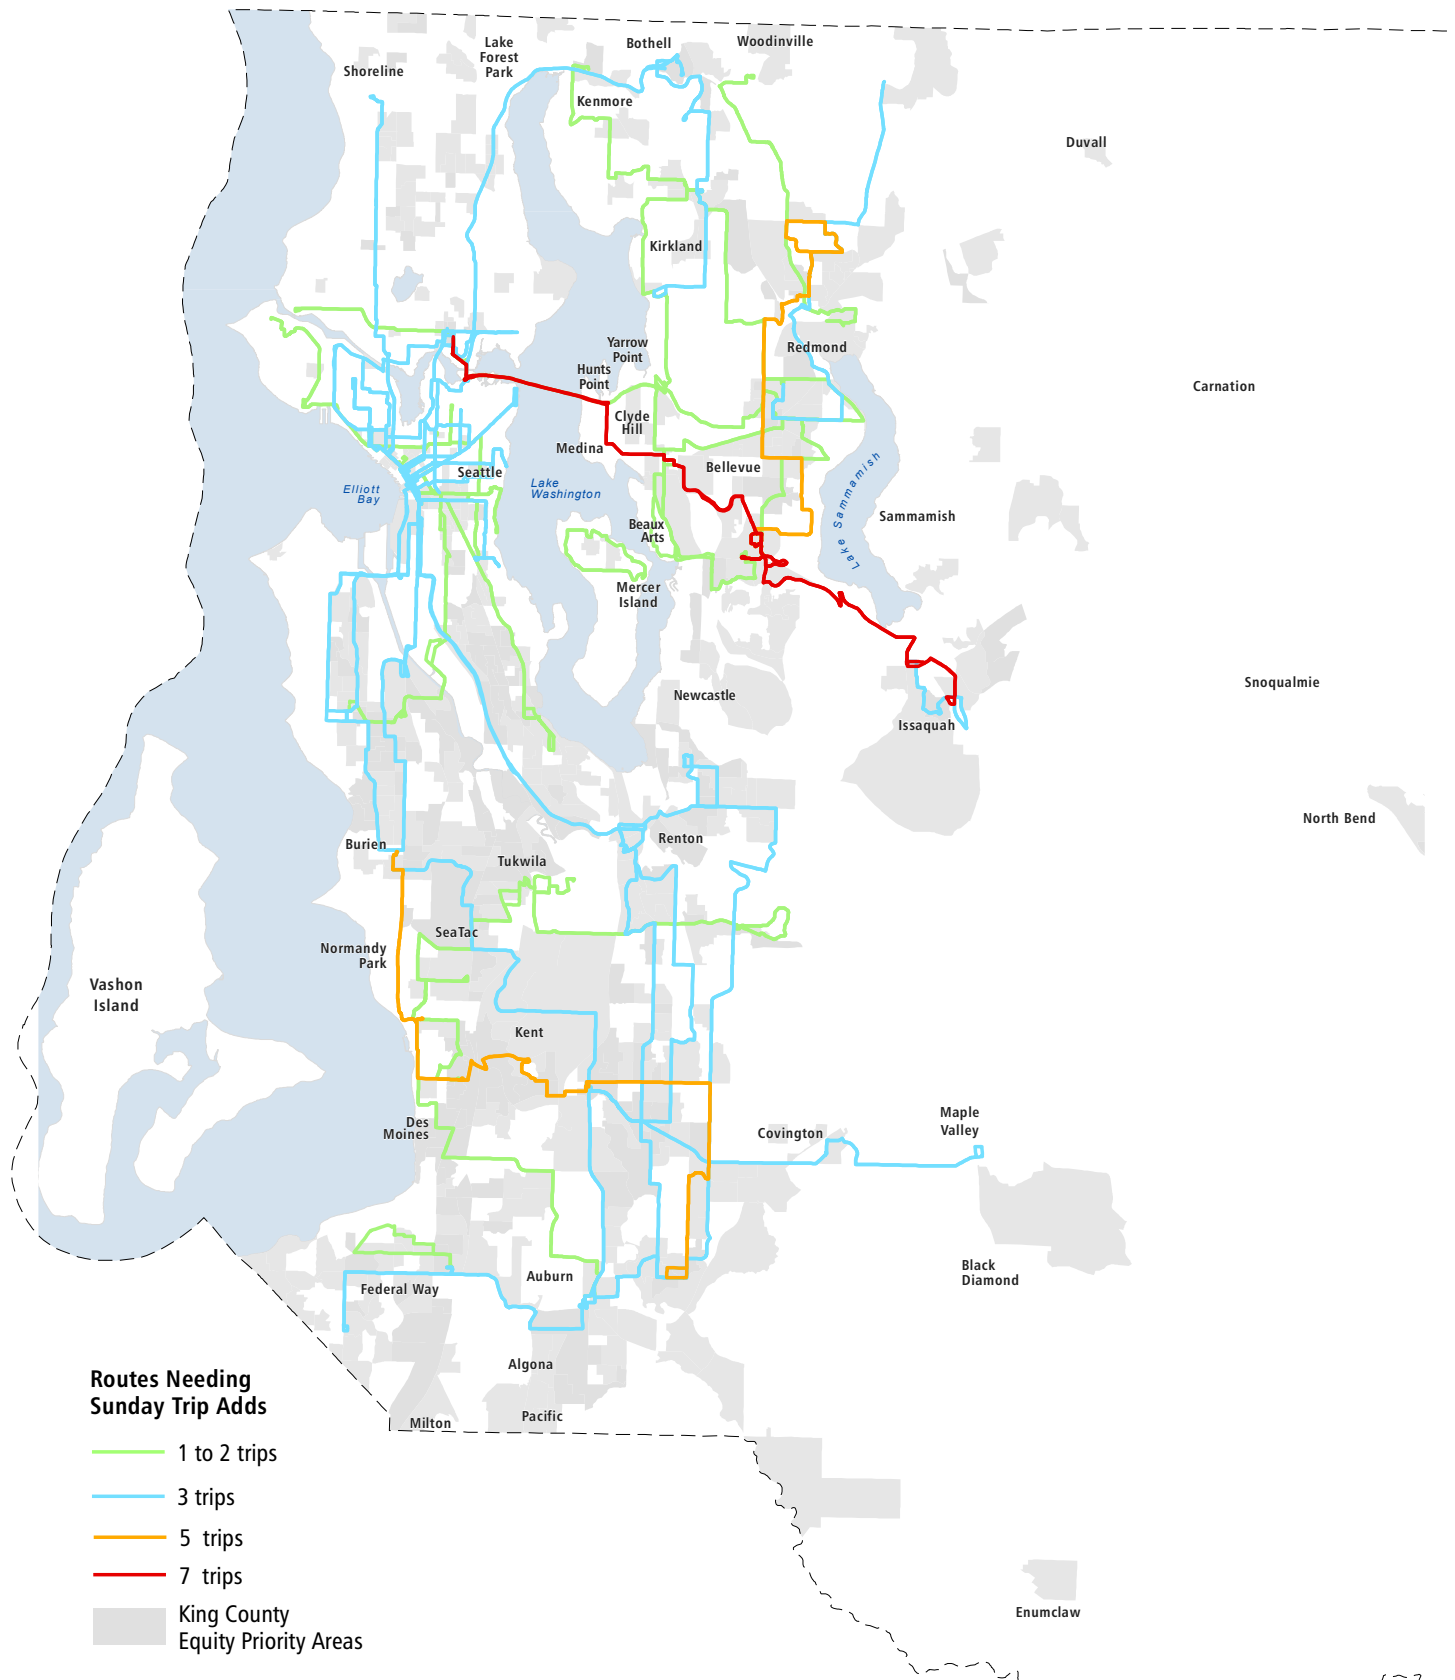 Shoreline
Lake
Forest
Park
Bothell
Woodinville
Kenmore
Duvall
Kirkland
Yarrow
Point
Hunts
Point
Redmond
Carnation
Clyde
Hill
Medina
Bellevue
Seattle
Elliott
Bay
Lake
Washington
Lake Sammamish
Sammamish
Beaux
Arts
Mercer
Island
Newcastle
Snoqualmie
Issaquah
North Bend
Burien
Renton
Tukwila
SeaTac
Normandy
Park
Vashon
Island
Kent
Des
Moines
Covington
Maple
Valley
Black
Diamond
Auburn
Federal Way
Algona
Pacific
Milton
Enumclaw
Routes Needing
Sunday Trip Adds
1 to 2 trips
3 trips
5 trips
7 trips
King County
Equity Priority Areas